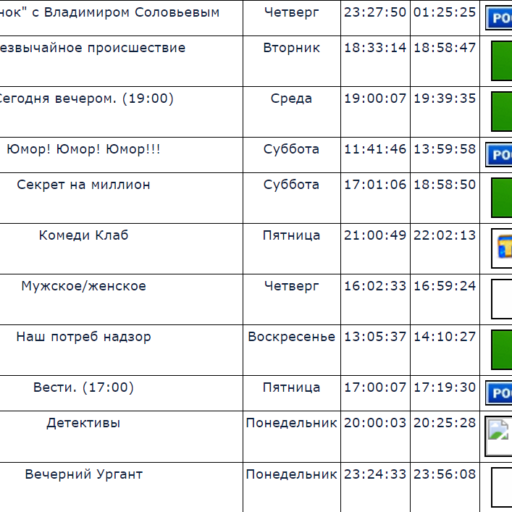 нок" с Владимиром Соловьевым Четверг 23:27:50 01:25:25
езвычайное происшествие Вторник 18:33:14 18:58:47
Сегодня вечером. (19:00) Среда 19:00:07 19:39:35
Юмор! Юмор! Юмор!!! Суббота 11:41:46 13:59:58
Секрет на миллион Суббота 17:01:06 18:58:50
Комеди Клаб Пятница 21:00:49 22:02:13
Мужское/женское Четверг 16:02:33 16:59:24
Наш потреб надзор Воскресенье 13:05:37 14:10:27
Вести. (17:00) Пятница 17:00:07 17:19:30
Детективы Понедельник 20:00:03 20:25:28
Вечерний Ургант Понедельник 23:24:33 23:56:08